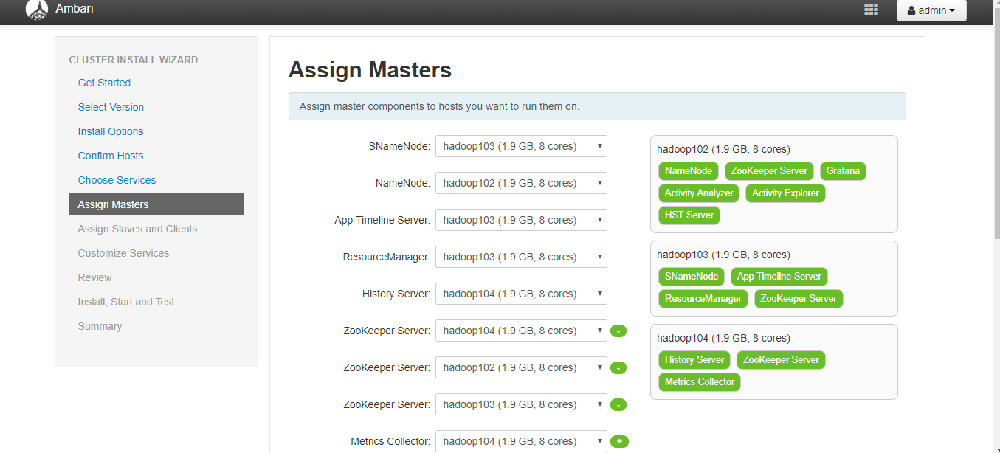 Ambari
admin
CLUSTER INSTALL WIZARD
Get Started
Select Version
Install Options
Confirm Hosts
Choose Services
Assign Masters
Assign Slaves and Clients
Customize Services
Review
Install, Start and Test
Summary
Assign Masters
Assign master components to hosts you want to run them on.
SNameNode: hadoop103 (1.9 GB, 8 cores)
NameNode: hadoop102 (1.9 GB, 8 cores)
App Timeline Server: hadoop103 (1.9 GB, 8 cores)
ResourceManager: hadoop103 (1.9 GB, 8 cores)
History Server: hadoop104 (1.9 GB, 8 cores)
ZooKeeper Server: hadoop104 (1.9 GB, 8 cores) -
ZooKeeper Server: hadoop102 (1.9 GB, 8 cores) -
ZooKeeper Server: hadoop103 (1.9 GB, 8 cores) -
Metrics Collector: hadoop104 (1.9 GB, 8 cores) +
hadoop102 (1.9 GB, 8 cores)
NameNode ZooKeeper Server Grafana
Activity Analyzer Activity Explorer
HST Server
hadoop103 (1.9 GB, 8 cores)
SNameNode App Timeline Server
ResourceManager ZooKeeper Server
hadoop104 (1.9 GB, 8 cores)
History Server ZooKeeper Server
Metrics Collector